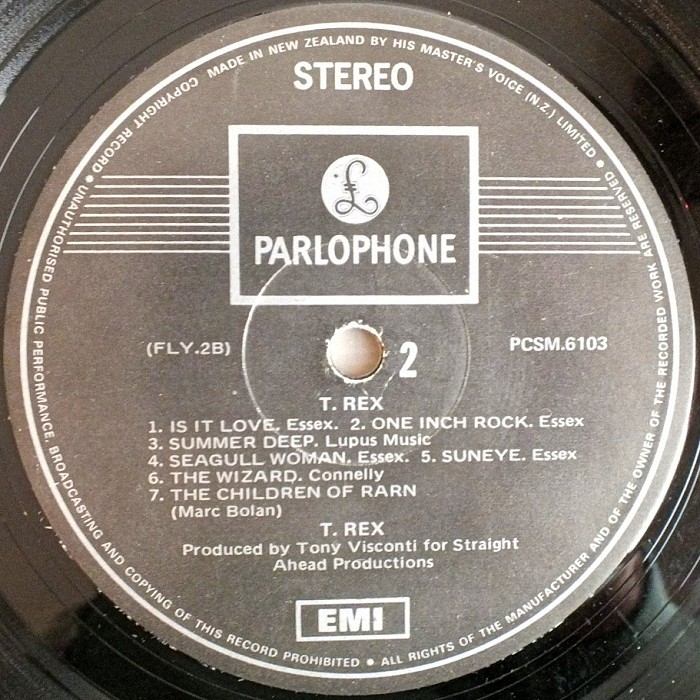 COPYRIGHT RECORD ● MADE IN NEW ZEALAND BY HIS MASTER'S VOICE (N.Z.) LIMITED ●
STEREO
£
PARLOPHONE
(FLY.2B)
2
PCSM.6103
T. REX
1. IS IT LOVE. Essex. 2. ONE INCH ROCK. Essex
3. SUMMER DEEP. Lupus Music
4. SEAGULL WOMAN. Essex. 5. SUNEYE. Essex
6. THE WIZARD. Connelly
7. THE CHILDREN OF RARN
(Marc Bolan)
T. REX
Produced by Tony Visconti for Straight
Ahead Productions
EMI
● UNAUTHORISED PUBLIC PERFORMANCE, BROADCASTING AND COPYING OF THIS RECORD PROHIBITED ● ALL RIGHTS OF THE MANUFACTURER AND OF THE OWNER OF THE RECORDED WORK ARE RESERVED